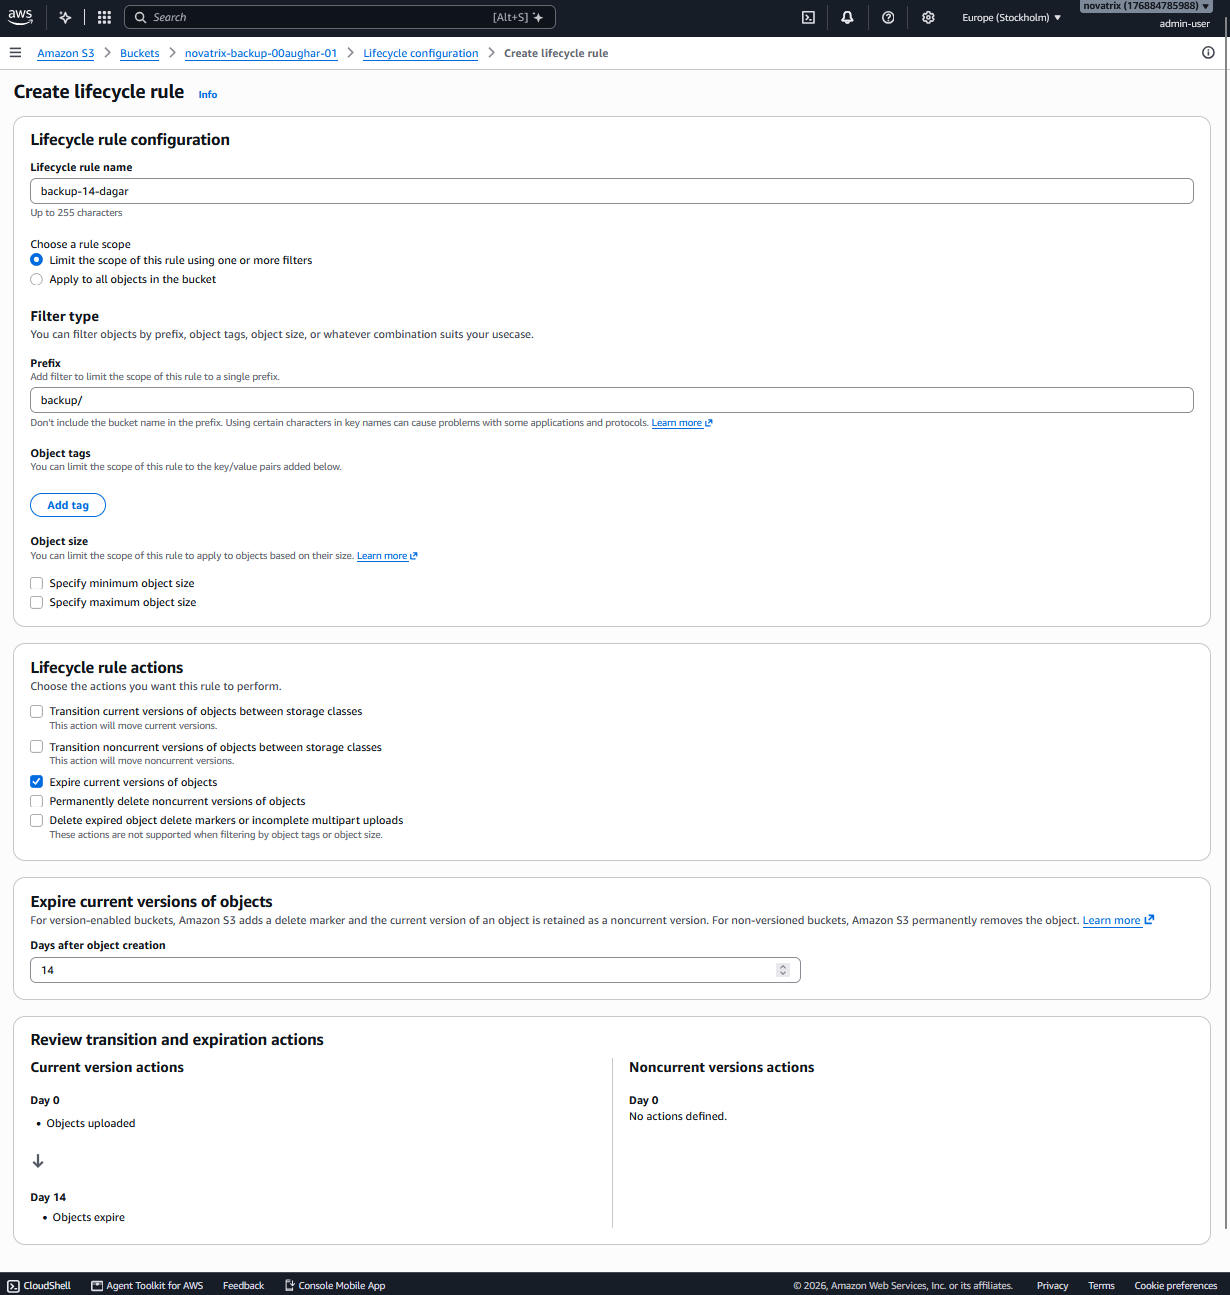 aws
Search [Alt+S]
Europe (Stockholm)
novatrix (176884785988)
admin-user
Amazon S3
Buckets
novatrix-backup-00aughar-01
Lifecycle configuration
Create lifecycle rule
Create lifecycle rule Info
Lifecycle rule configuration
Lifecycle rule name
backup-14-dagar
Up to 255 characters
Choose a rule scope
Limit the scope of this rule using one or more filters
Apply to all objects in the bucket
Filter type
You can filter objects by prefix, object tags, object size, or whatever combination suits your usecase.
Prefix
Add filter to limit the scope of this rule to a single prefix.
backup/
Don't include the bucket name in the prefix. Using certain characters in key names can cause problems with some applications and protocols. Learn more
Object tags
You can limit the scope of this rule to the key/value pairs added below.
Add tag
Object size
You can limit the scope of this rule to apply to objects based on their size. Learn more
Specify minimum object size
Specify maximum object size
Lifecycle rule actions
Choose the actions you want this rule to perform.
Transition current versions of objects between storage classes
This action will move current versions.
Transition noncurrent versions of objects between storage classes
This action will move noncurrent versions.
Expire current versions of objects
Permanently delete noncurrent versions of objects
Delete expired object delete markers or incomplete multipart uploads
These actions are not supported when filtering by object tags or object size.
Expire current versions of objects
For version-enabled buckets, Amazon S3 adds a delete marker and the current version of an object is retained as a noncurrent version. For non-versioned buckets, Amazon S3 permanently removes the object. Learn more
Days after object creation
14
Review transition and expiration actions
Current version actions
Day 0
• Objects uploaded
Day 14
• Objects expire
Noncurrent versions actions
Day 0
No actions defined.
CloudShell
Agent Toolkit for AWS
Feedback
Console Mobile App
© 2026, Amazon Web Services, Inc. or its affiliates.
Privacy
Terms
Cookie preferences